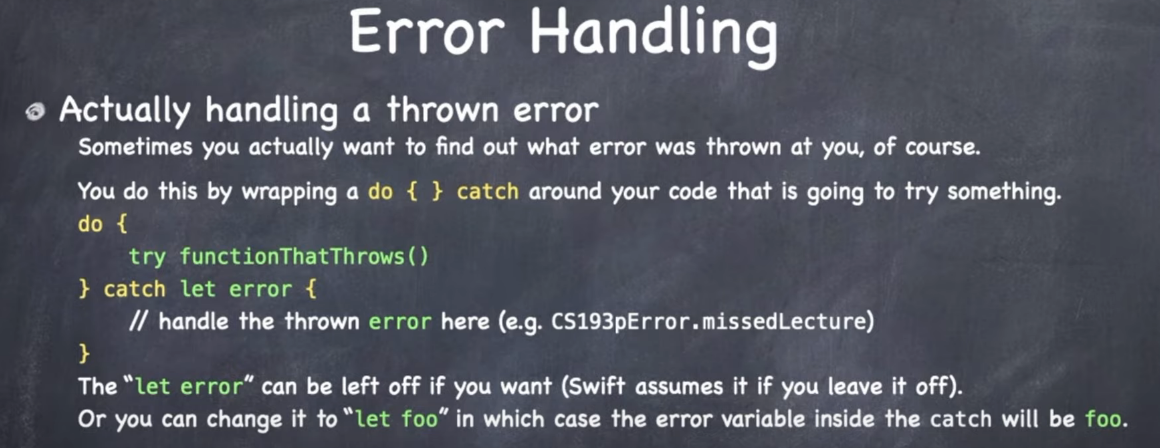 Error Handling
Actually handling a thrown error
Sometimes you actually want to find out what error was thrown at you, of course.
You do this by wrapping a do { } catch around your code that is going to try something.
do {
    try functionThatThrows()
} catch let error {
    // handle the thrown error here (e.g. CS193pError.missedLecture)
}
The “let error” can be left off if you want (Swift assumes it if you leave it off).
Or you can change it to “let foo” in which case the error variable inside the catch will be foo.